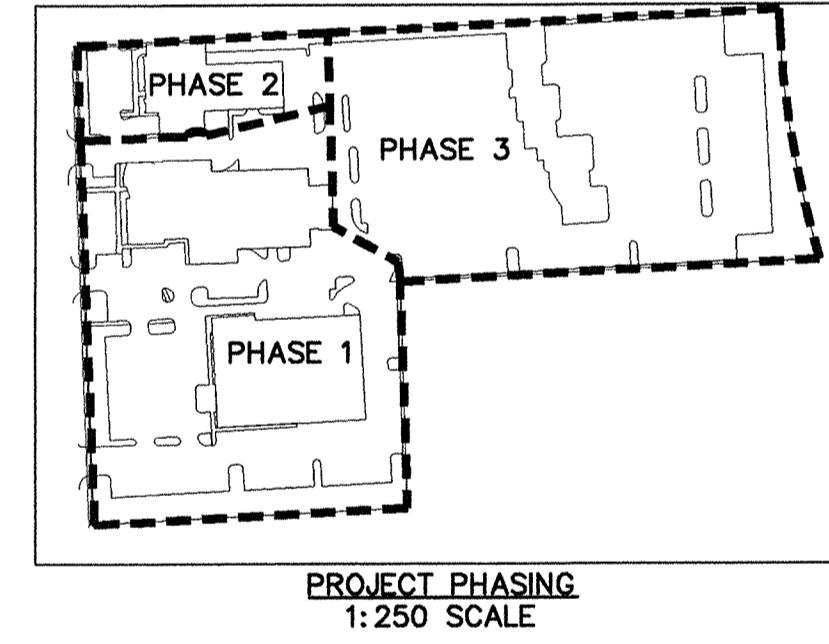 PHASE 2
PHASE 3
PHASE 1
PROJECT PHASING
1:250 SCALE